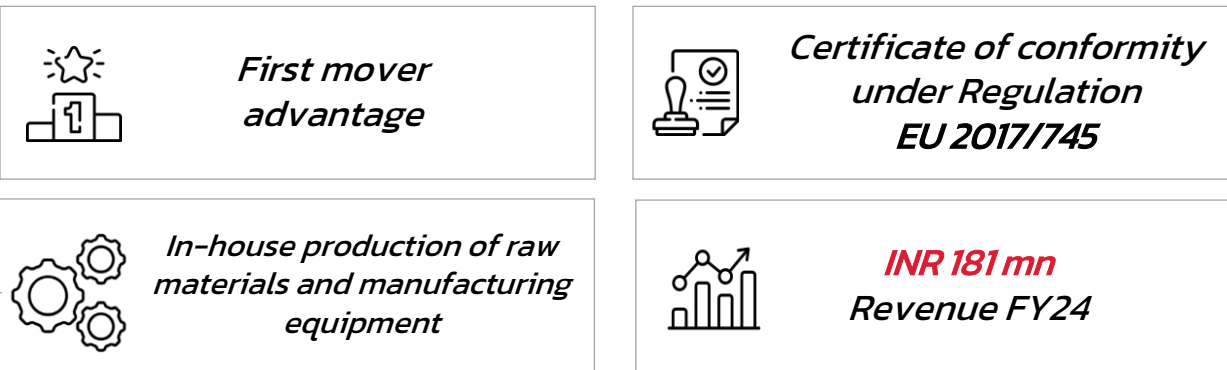 First mover
advantage
Certificate of conformity
under Regulation
EU 2017/745
In-house production of raw
materials and manufacturing
equipment
INR 181 mn
Revenue FY24
1